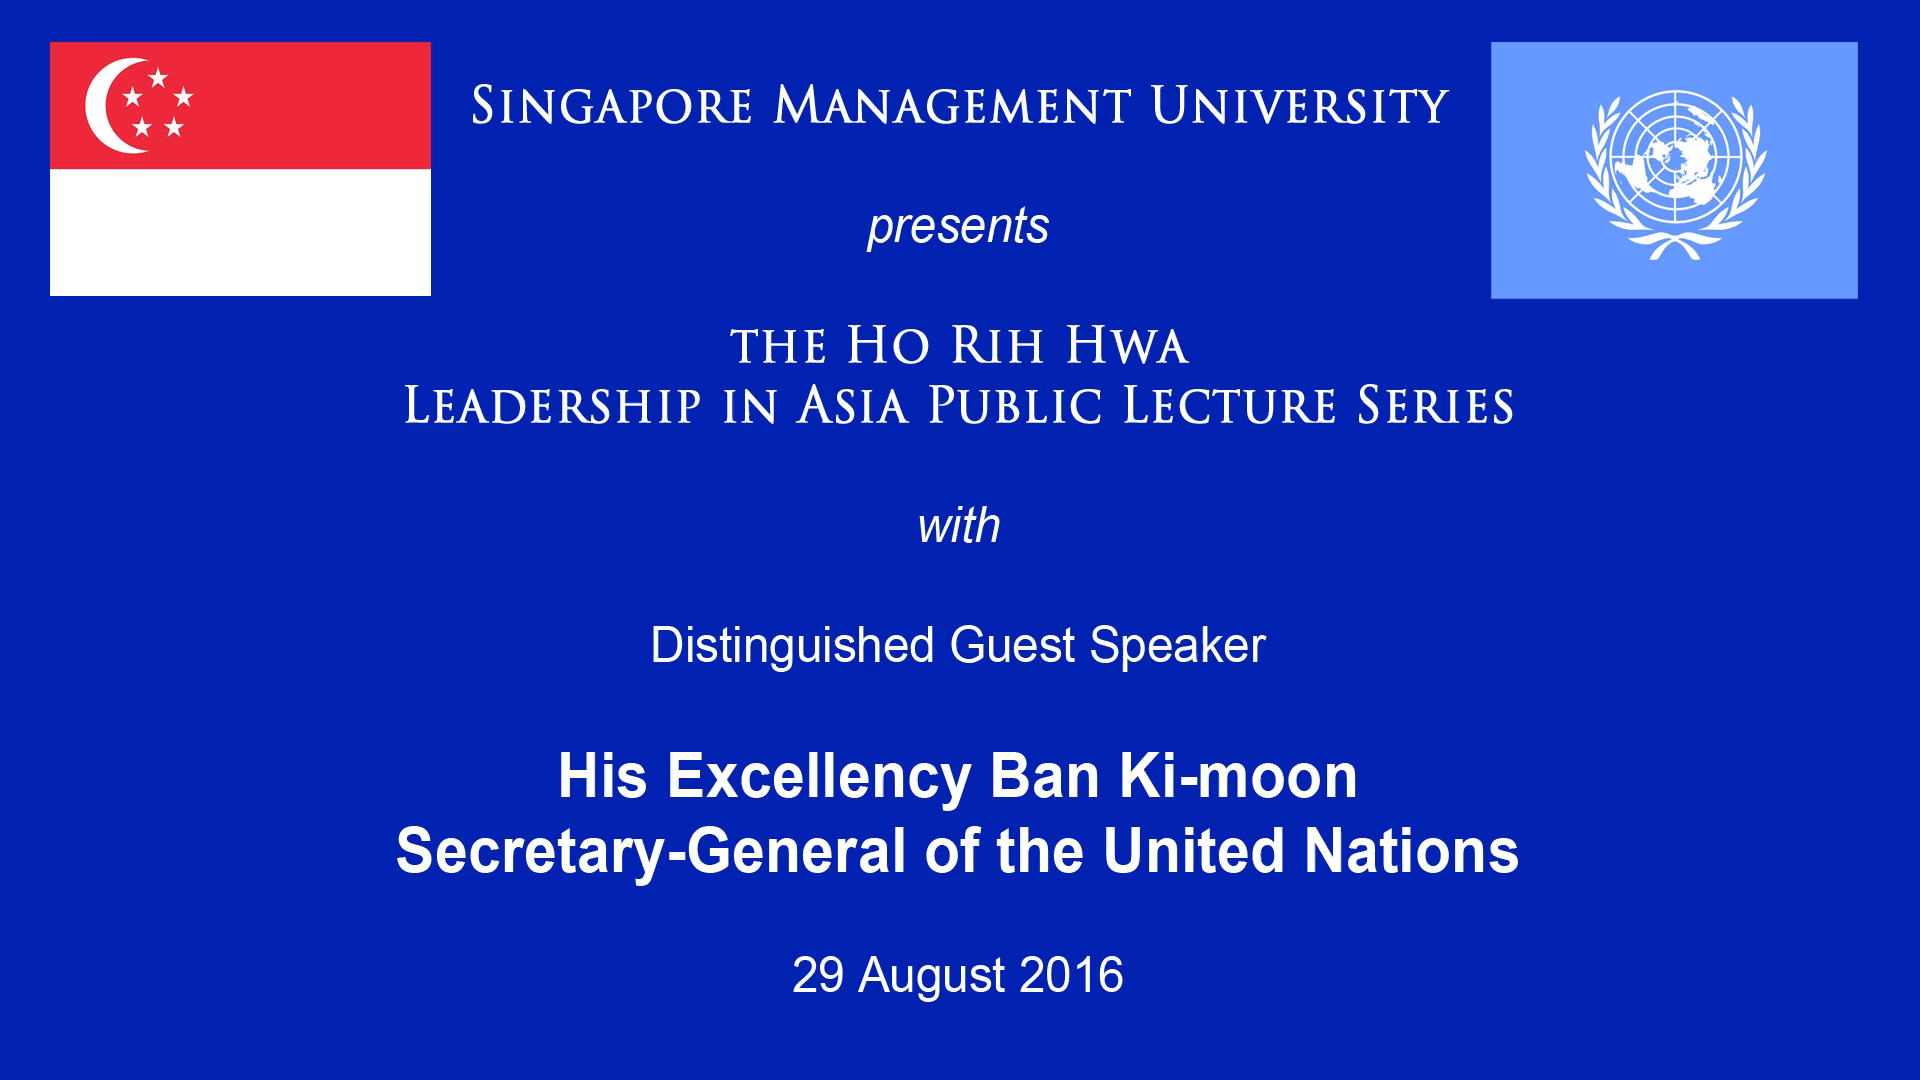 Singapore Management University
presents
the Ho Rih Hwa
Leadership in Asia Public Lecture Series
with
Distinguished Guest Speaker
His Excellency Ban Ki-moon
Secretary-General of the United Nations
29 August 2016